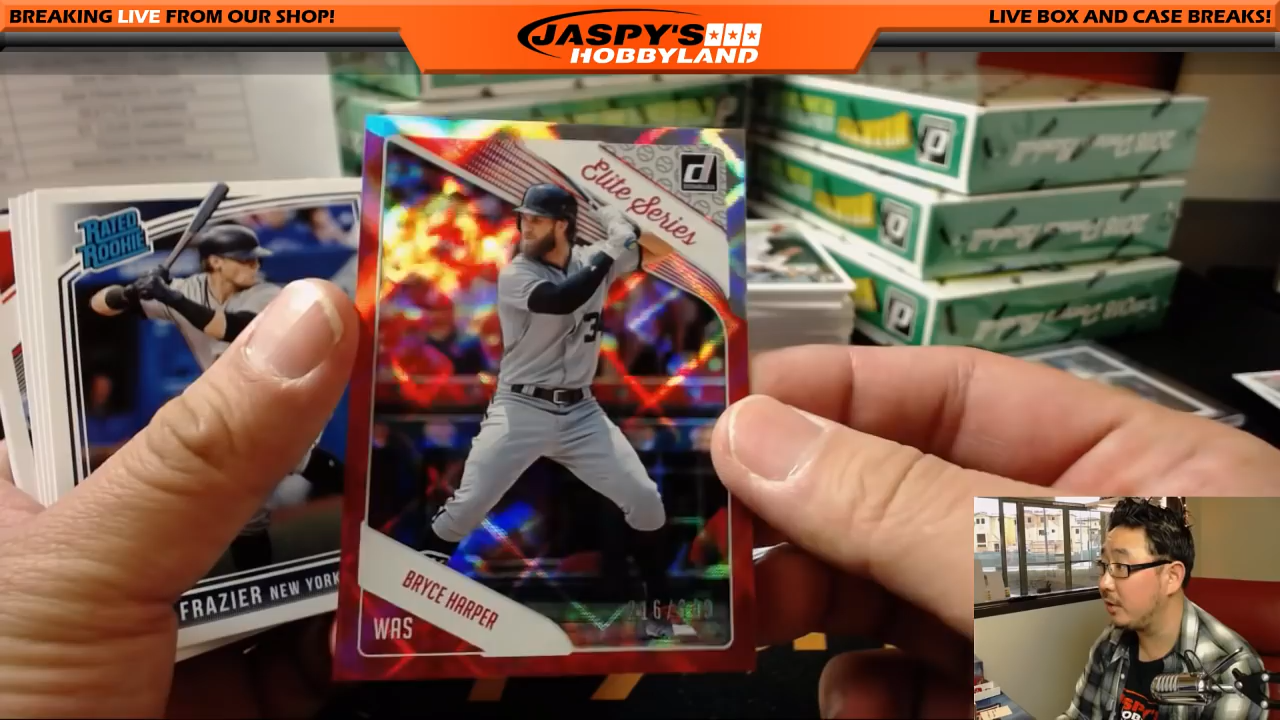 BREAKING LIVE FROM OUR SHOP!
JASPY'S
HOBBYLAND
LIVE BOX AND CASE BREAKS!
RATED
ROOKIE
FRAZIER NEW YORK
d
Elite Series
3
BRYCE HARPER
WAS